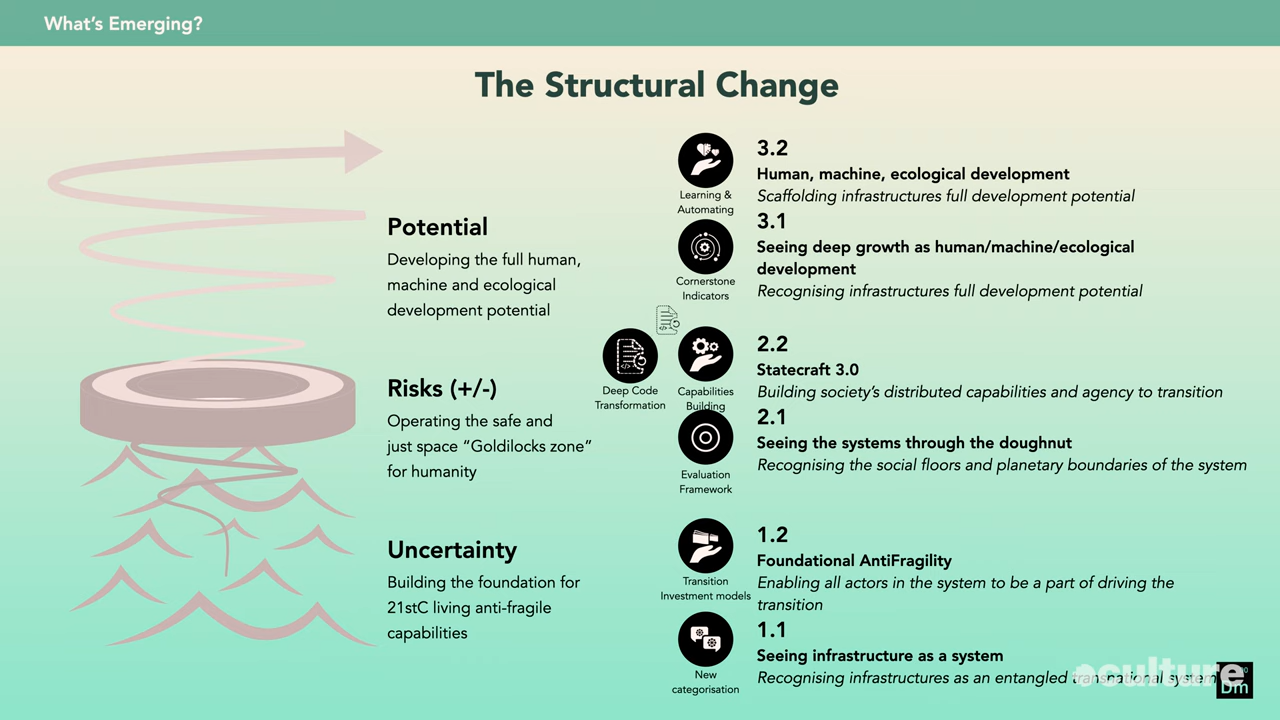 What's Emerging?
The Structural Change
Potential
Developing the full human,
machine and ecological
development potential
Risks (+/-)
Operating the safe and
just space "Goldilocks zone"
for humanity
Uncertainty
Building the foundation for
21stC living anti-fragile
capabilities
Learning &
Automating
3.2
Human, machine, ecological development
Scaffolding infrastructures full development potential
Cornerstone
Indicators
3.1
Seeing deep growth as human/machine/ecological
development
Recognising infrastructures full development potential
Deep Code
Transformation
Capabilities
Building
2.2
Statecraft 3.0
Building society's distributed capabilities and agency to transition
Evaluation
Framework
2.1
Seeing the systems through the doughnut
Recognising the social floors and planetary boundaries of the system
Transition
Investment models
1.2
Foundational AntiFragility
Enabling all actors in the system to be a part of driving the
transition
New
categorisation
1.1
Seeing infrastructure as a system
Recognising infrastructures as an entangled transnational system
culture
Dm